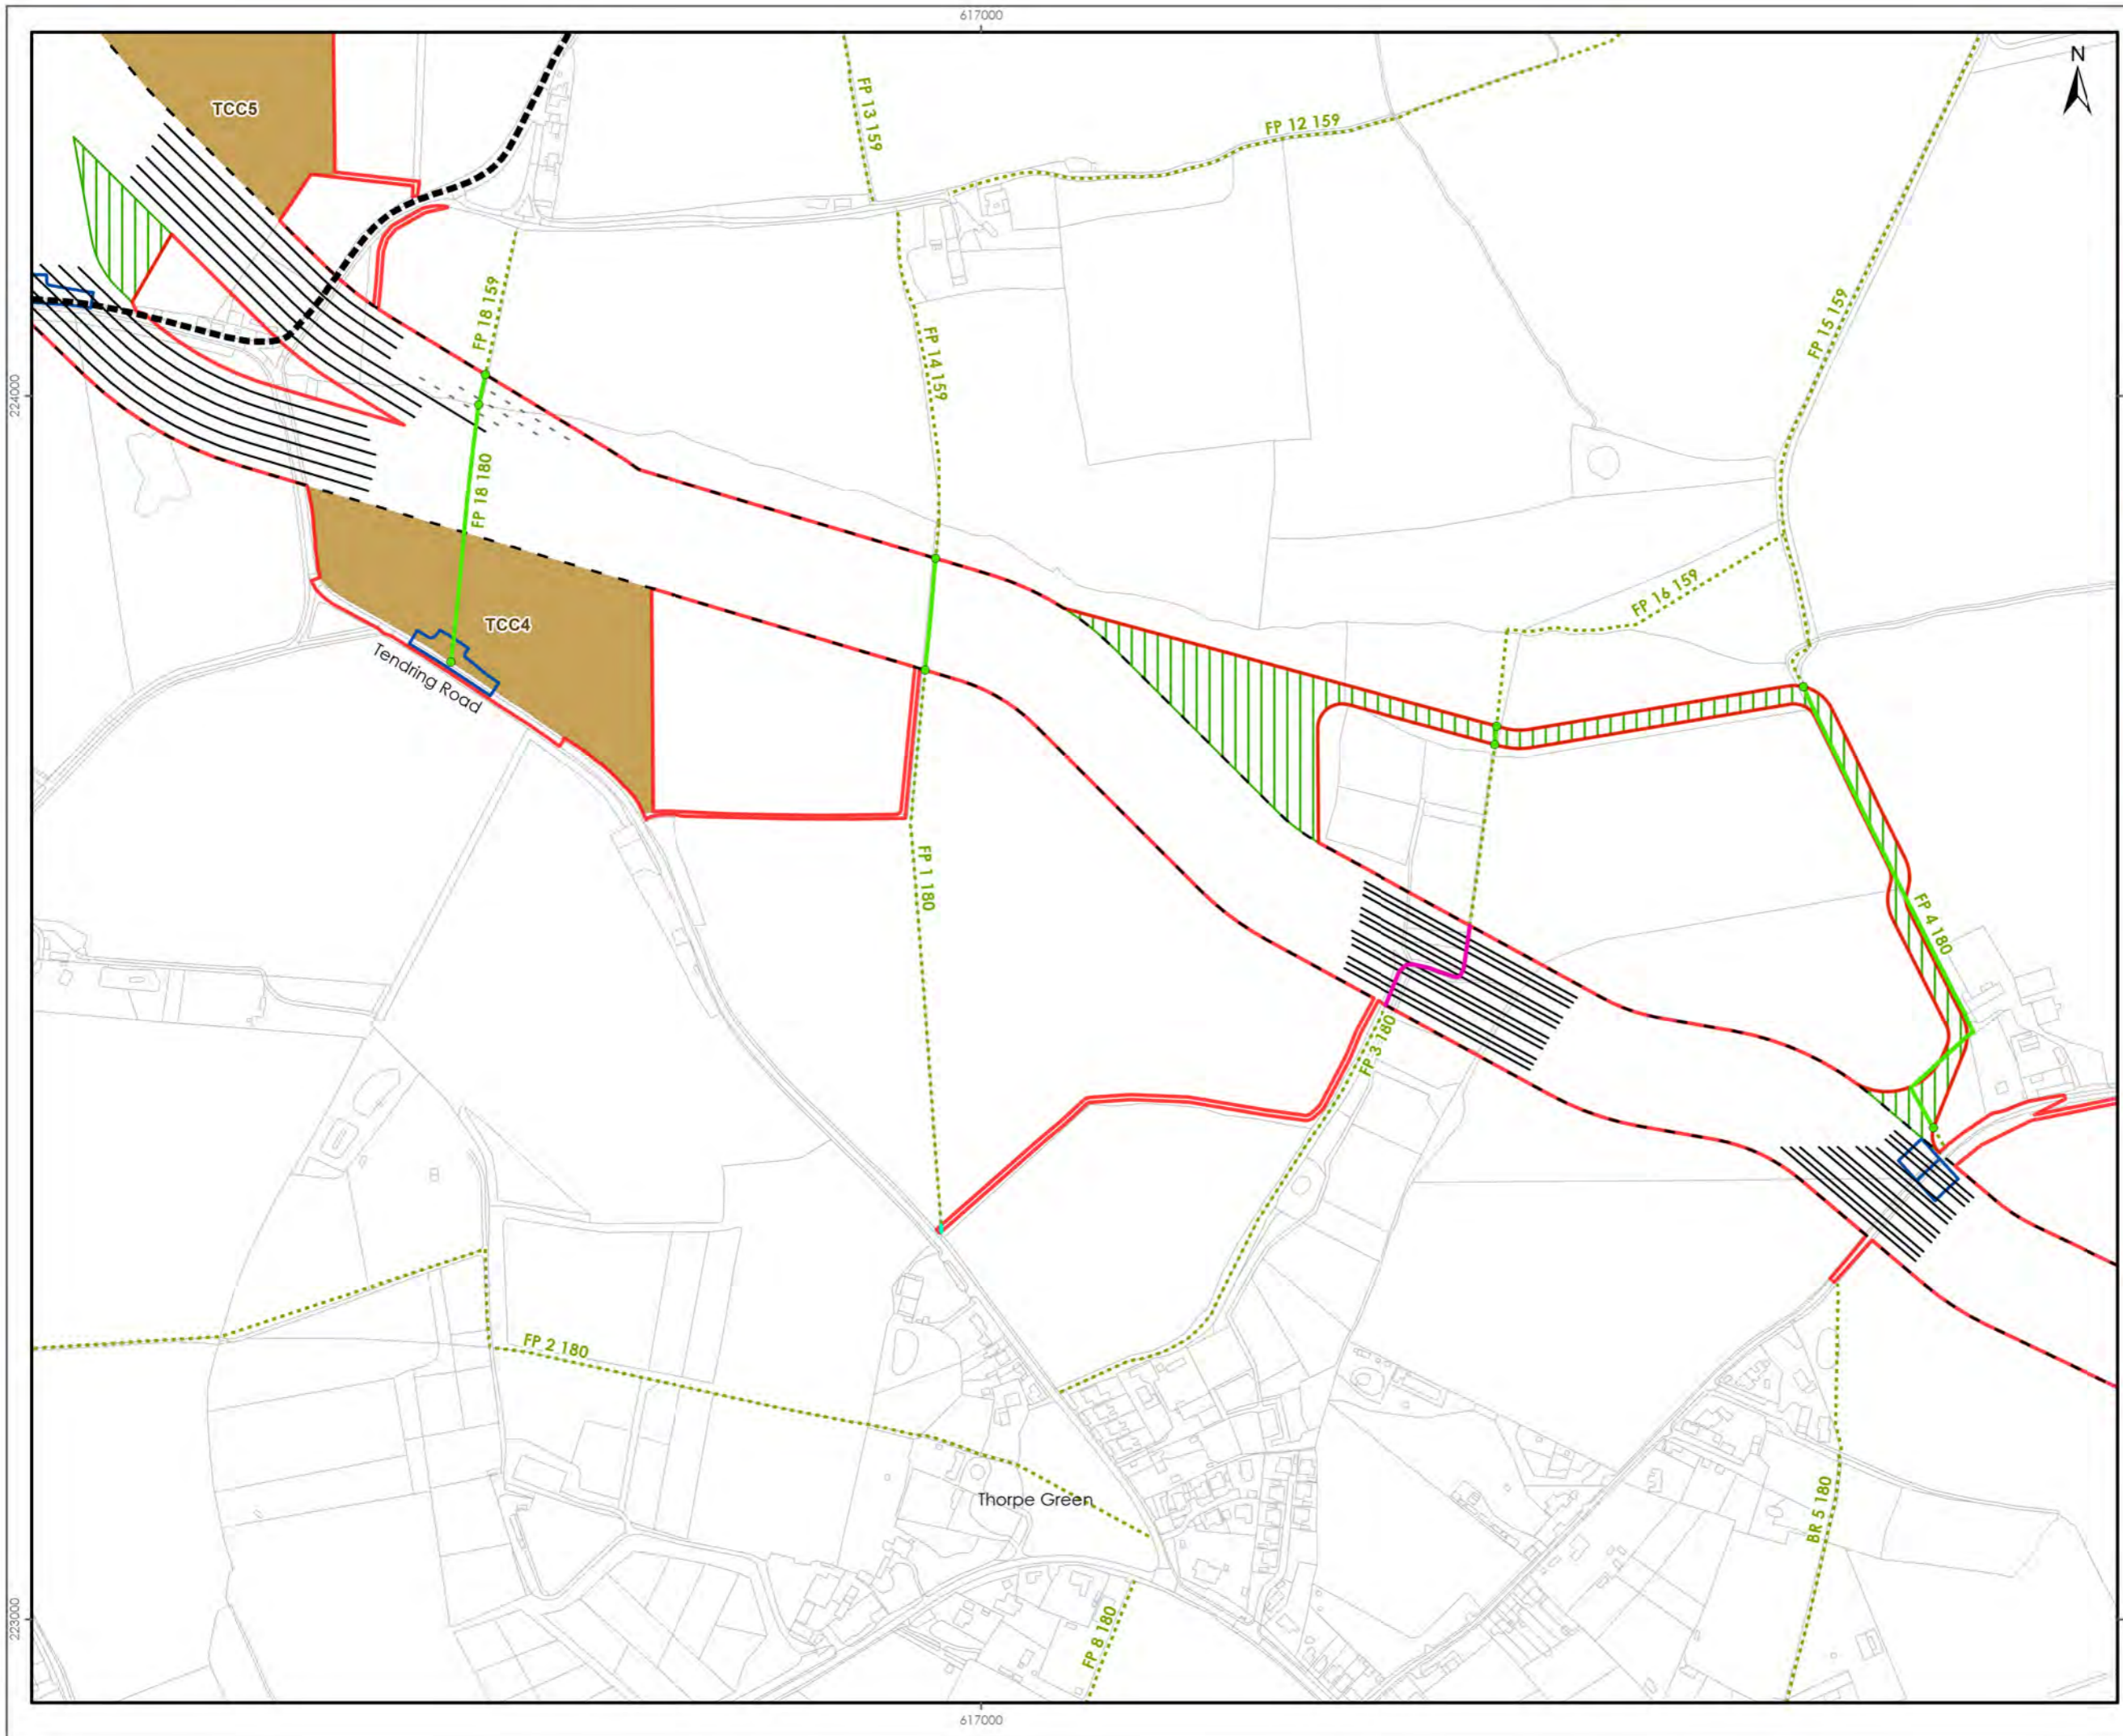 617000
N
TCC5
FP 13 159
FP 12 159
FP 18 159
FP 14 159
FP 15 159
224000
FP 18 180
FP 16 159
TCC4
Tendring Road
FP 1 180
FP 4 180
FP 3 180
FP 2 180
Thorpe Green
BR 5 180
FP 8 180
223000
617000